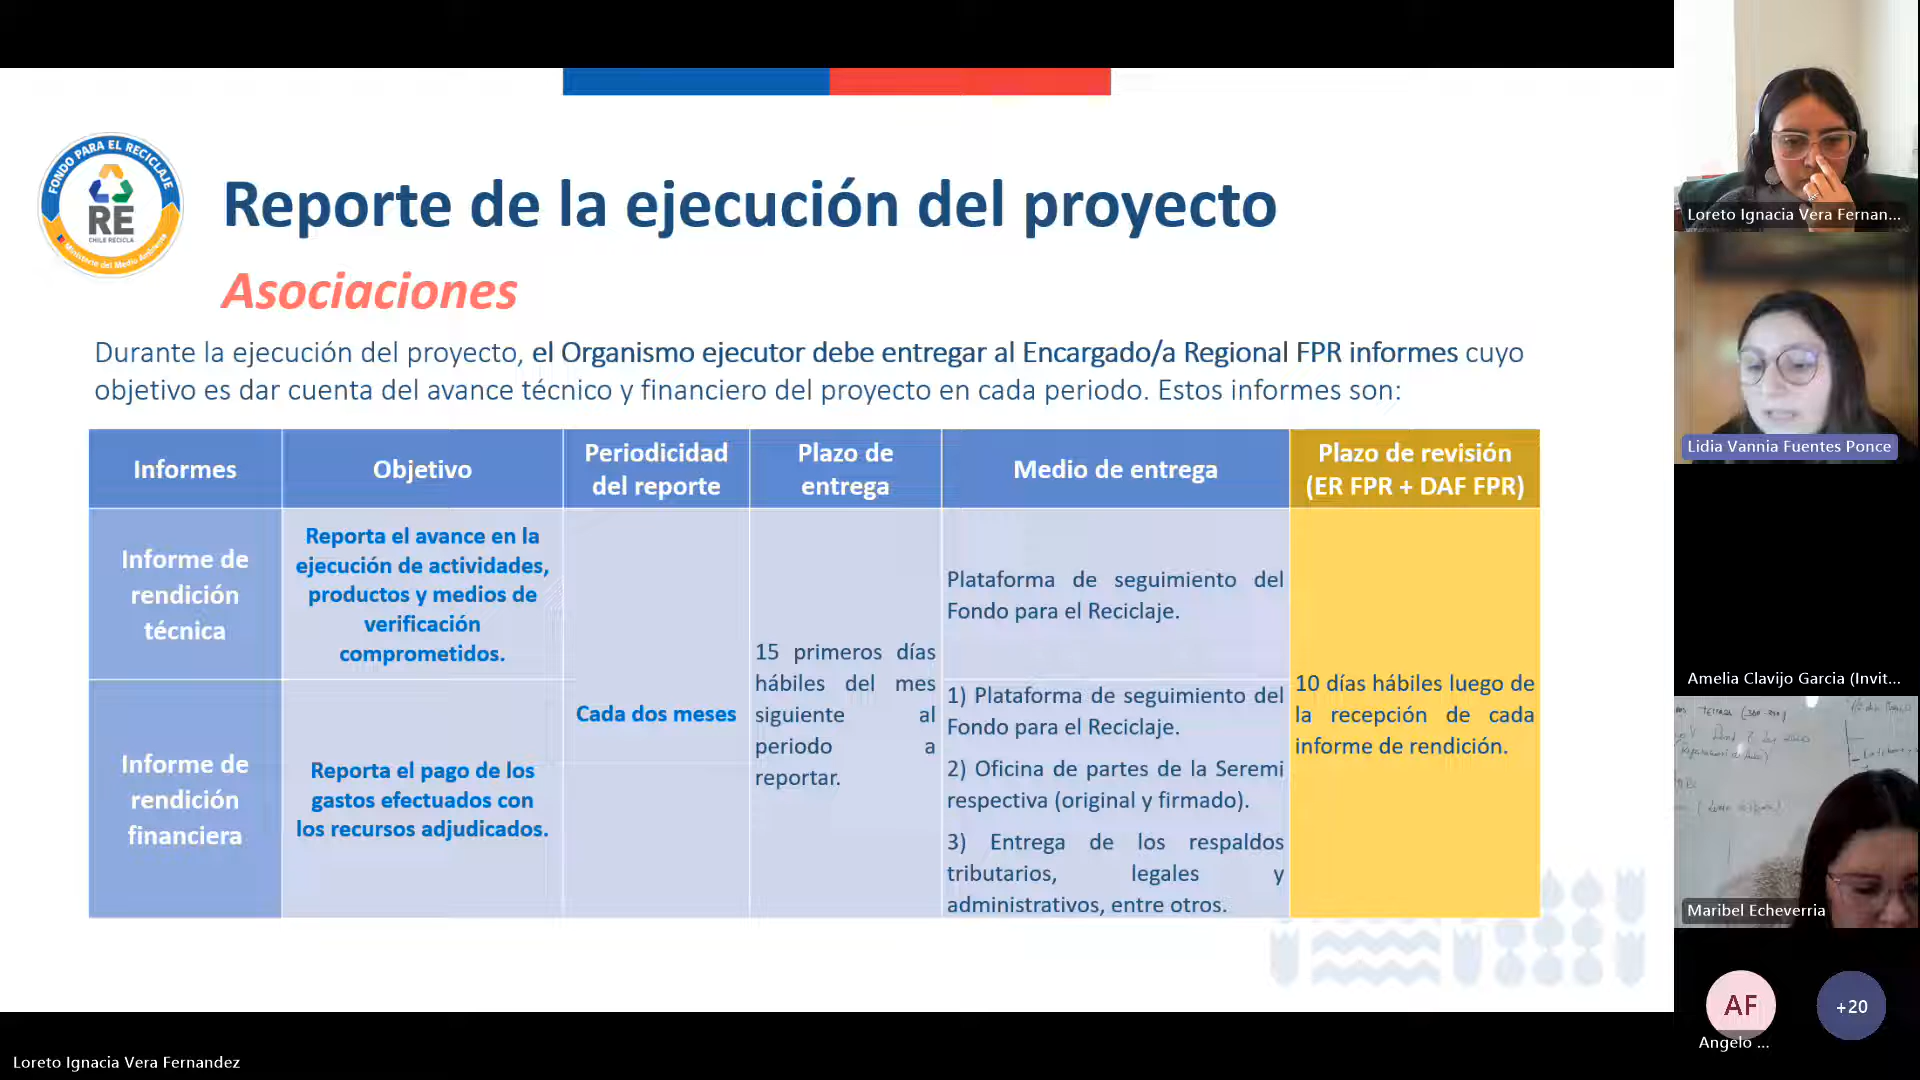 FONDO PARA EL RECICLAJE
RE
CHILE RECICLA
Ministerio del Medio Ambiente
Reporte de la ejecución del proyecto
Asociaciones
Durante la ejecución del proyecto, el Organismo ejecutor debe entregar al Encargado/a Regional FPR informes cuyo
objetivo es dar cuenta del avance técnico y financiero del proyecto en cada periodo. Estos informes son:
Informes
Objetivo
Periodicidad
del reporte
Plazo de
entrega
Medio de entrega
Plazo de revisión
(ER FPR + DAF FPR)
Informe de
rendición
técnica
Reporta el avance en la
ejecución de actividades,
productos y medios de
verificación
comprometidos.
Cada dos meses
15 primeros días
hábiles del mes
siguiente al
periodo a
reportar.
Plataforma de seguimiento del
Fondo para el Reciclaje.
10 días hábiles luego de
la recepción de cada
informe de rendición.
Informe de
rendición
financiera
Reporta el pago de los
gastos efectuados con
los recursos adjudicados.
1) Plataforma de seguimiento del
Fondo para el Reciclaje.
2) Oficina de partes de la Seremi
respectiva (original y firmado).
3) Entrega de los respaldos
tributarios, legales y
administrativos, entre otros.
Loreto Ignacia Vera Fernan...
Lidia Vannia Fuentes Ponce
Amelia Clavijo Garcia (Invit...
Maribel Echeverria
AF
+20
Angelo ...
Loreto Ignacia Vera Fernandez